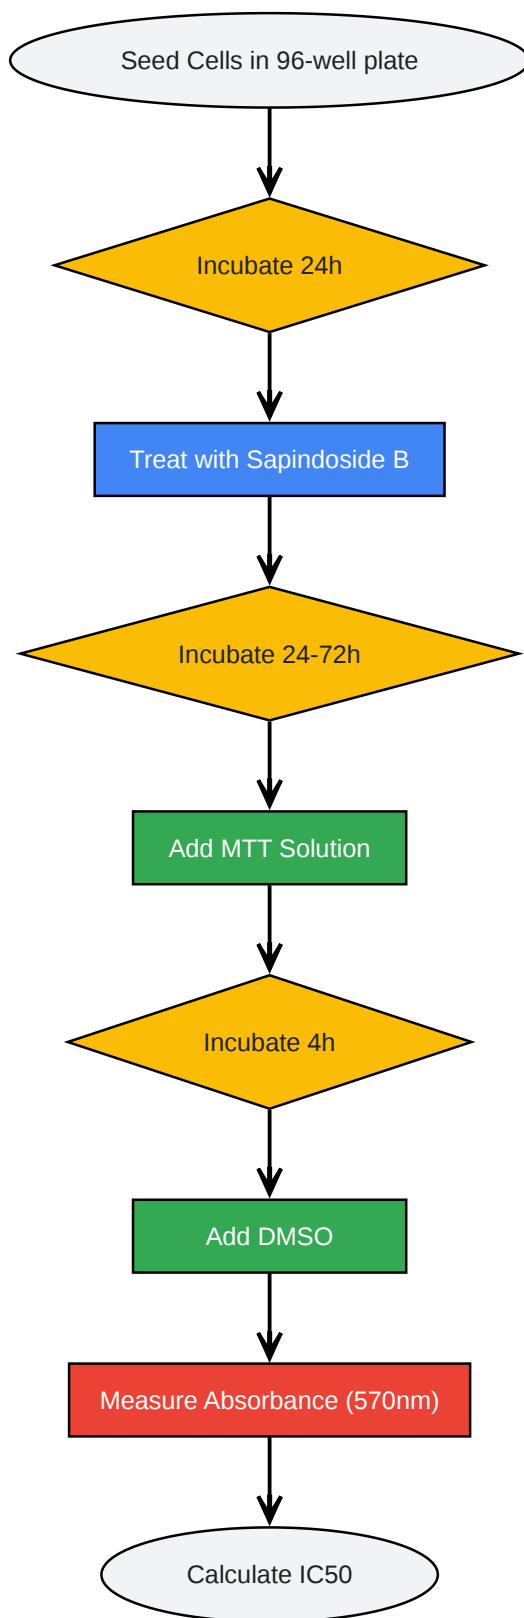 Seed Cells in 96-well plate
Incubate 24h
Treat with Sapindoside B
Incubate 24-72h
Add MTT Solution
Incubate 4h
Add DMSO
Measure Absorbance (570nm)
Calculate IC50